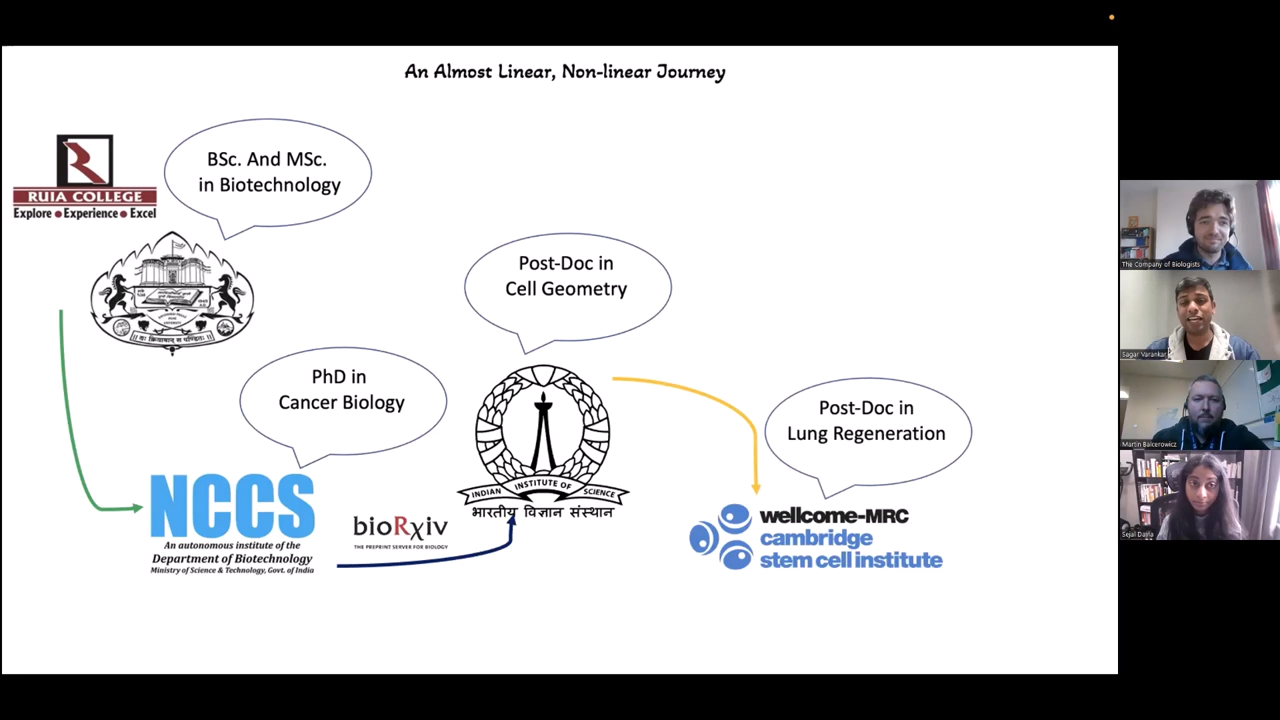 An Almost Linear, Non-linear Journey
RUIA COLLEGE
Explore ● Experience ● Excel
BSc. And MSc.
in Biotechnology
PhD in
Cancer Biology
NCCS
An autonomous institute of the
Department of Biotechnology
Ministry of Science & Technology, Govt. of India
bioRxiv
THE PREPRINT SERVER FOR BIOLOGY
Post-Doc in
Cell Geometry
INDIAN INSTITUTE OF SCIENCE
भारतीय विज्ञान संस्थान
Post-Doc in
Lung Regeneration
wellcome-MRC
cambridge
stem cell institute
The Company of Biologists
Sagar Varankar
Martin Balcerowicz
Sejal Davla